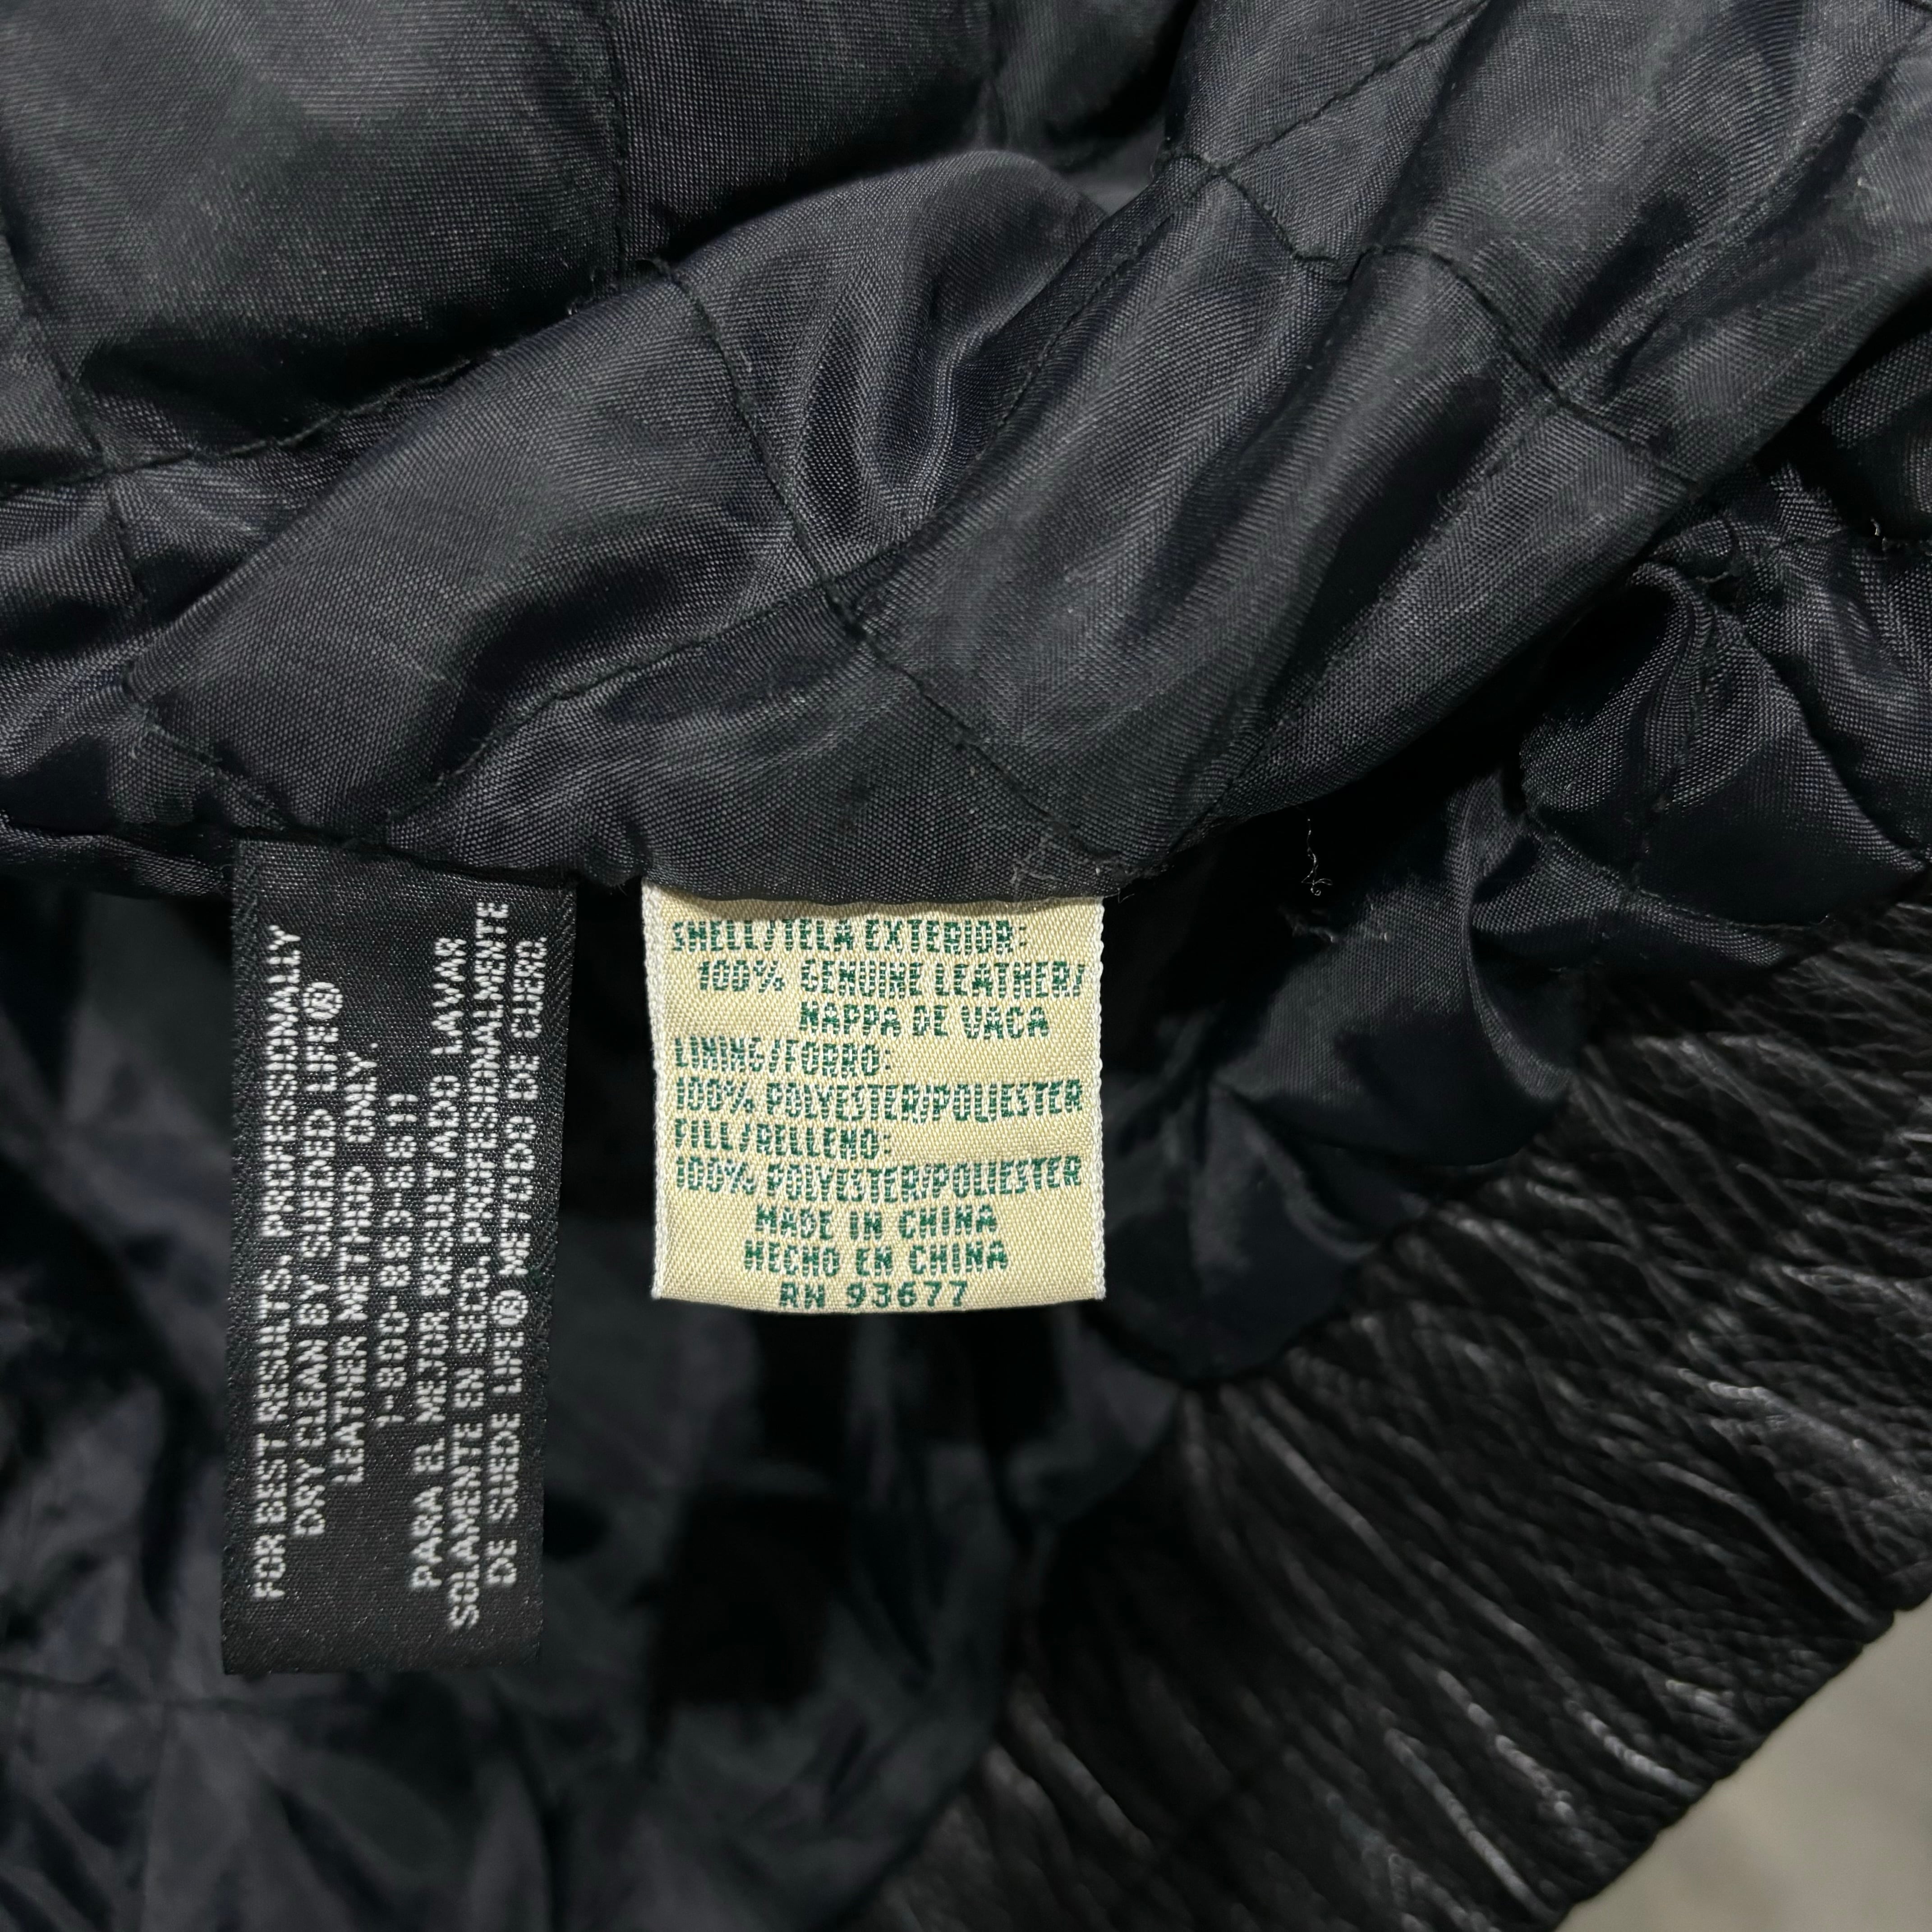 FOR BEST RESULTS, PROFESSIONALLY
DRY CLEAN BY SUEDED LIFE®
LEATHER METHOD ONLY.
1-800-867-6611
PARA EL MEJOR RESULTADO LAVAR
SOLAMENTE EN SECO, PROFESIONALMENTE
DE SUEDE LIFE® METODO DE CUERO
SHELL/TELA EXTERIOR:
100% GENUINE LEATHER/
NAPPA DE VACA
LINING/FORRO:
100% POLYESTER/POLIESTER
FILL/RELLENO:
100% POLYESTER/POLIESTER
MADE IN CHINA
HECHO EN CHINA
RN 93677